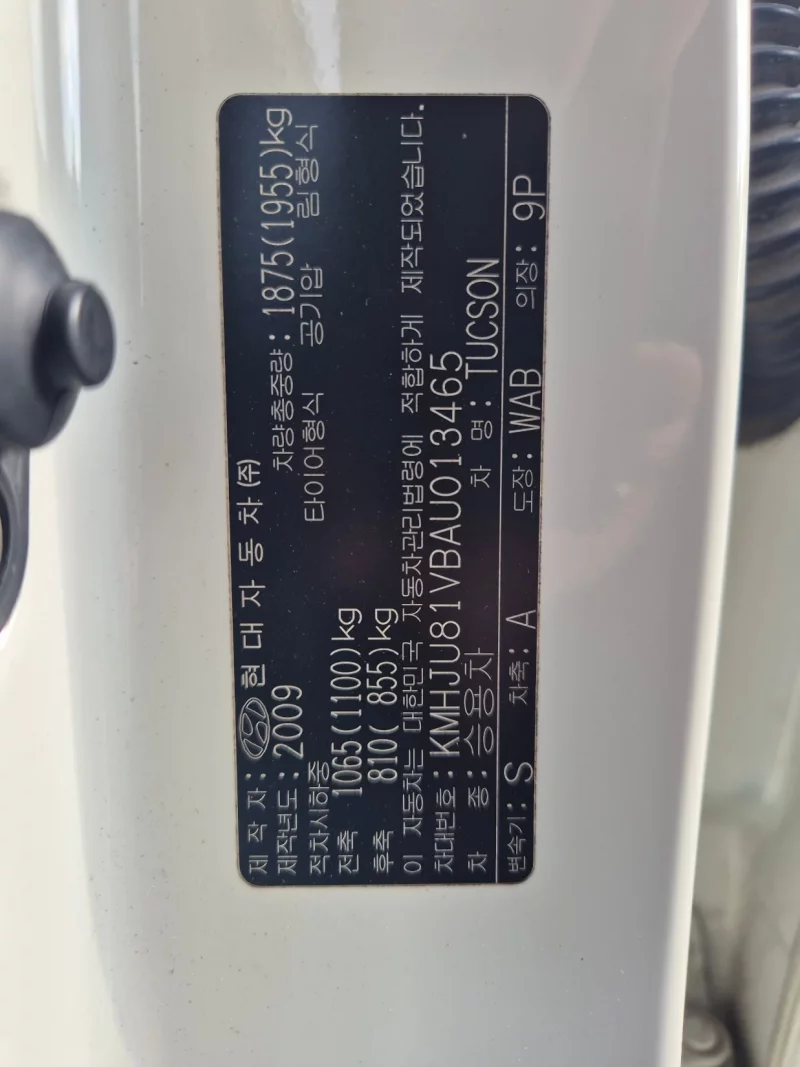 제 작 자: 현대자동차(주)
제작년도: 2009 차량총중량: 1875(1955)kg
적차시하중 타이어형식 공기압 림형식
전축 1065(1100)kg
후축 810( 855)kg
이 자동차는 대한민국 자동차관리법령에 적합하게 제작되었습니다.
차대번호: KMHJU81VBAU013465
차 종: 승용차 차 명: TUCSON
변속기: S 차축: A 도장: WAB 의장: 9P